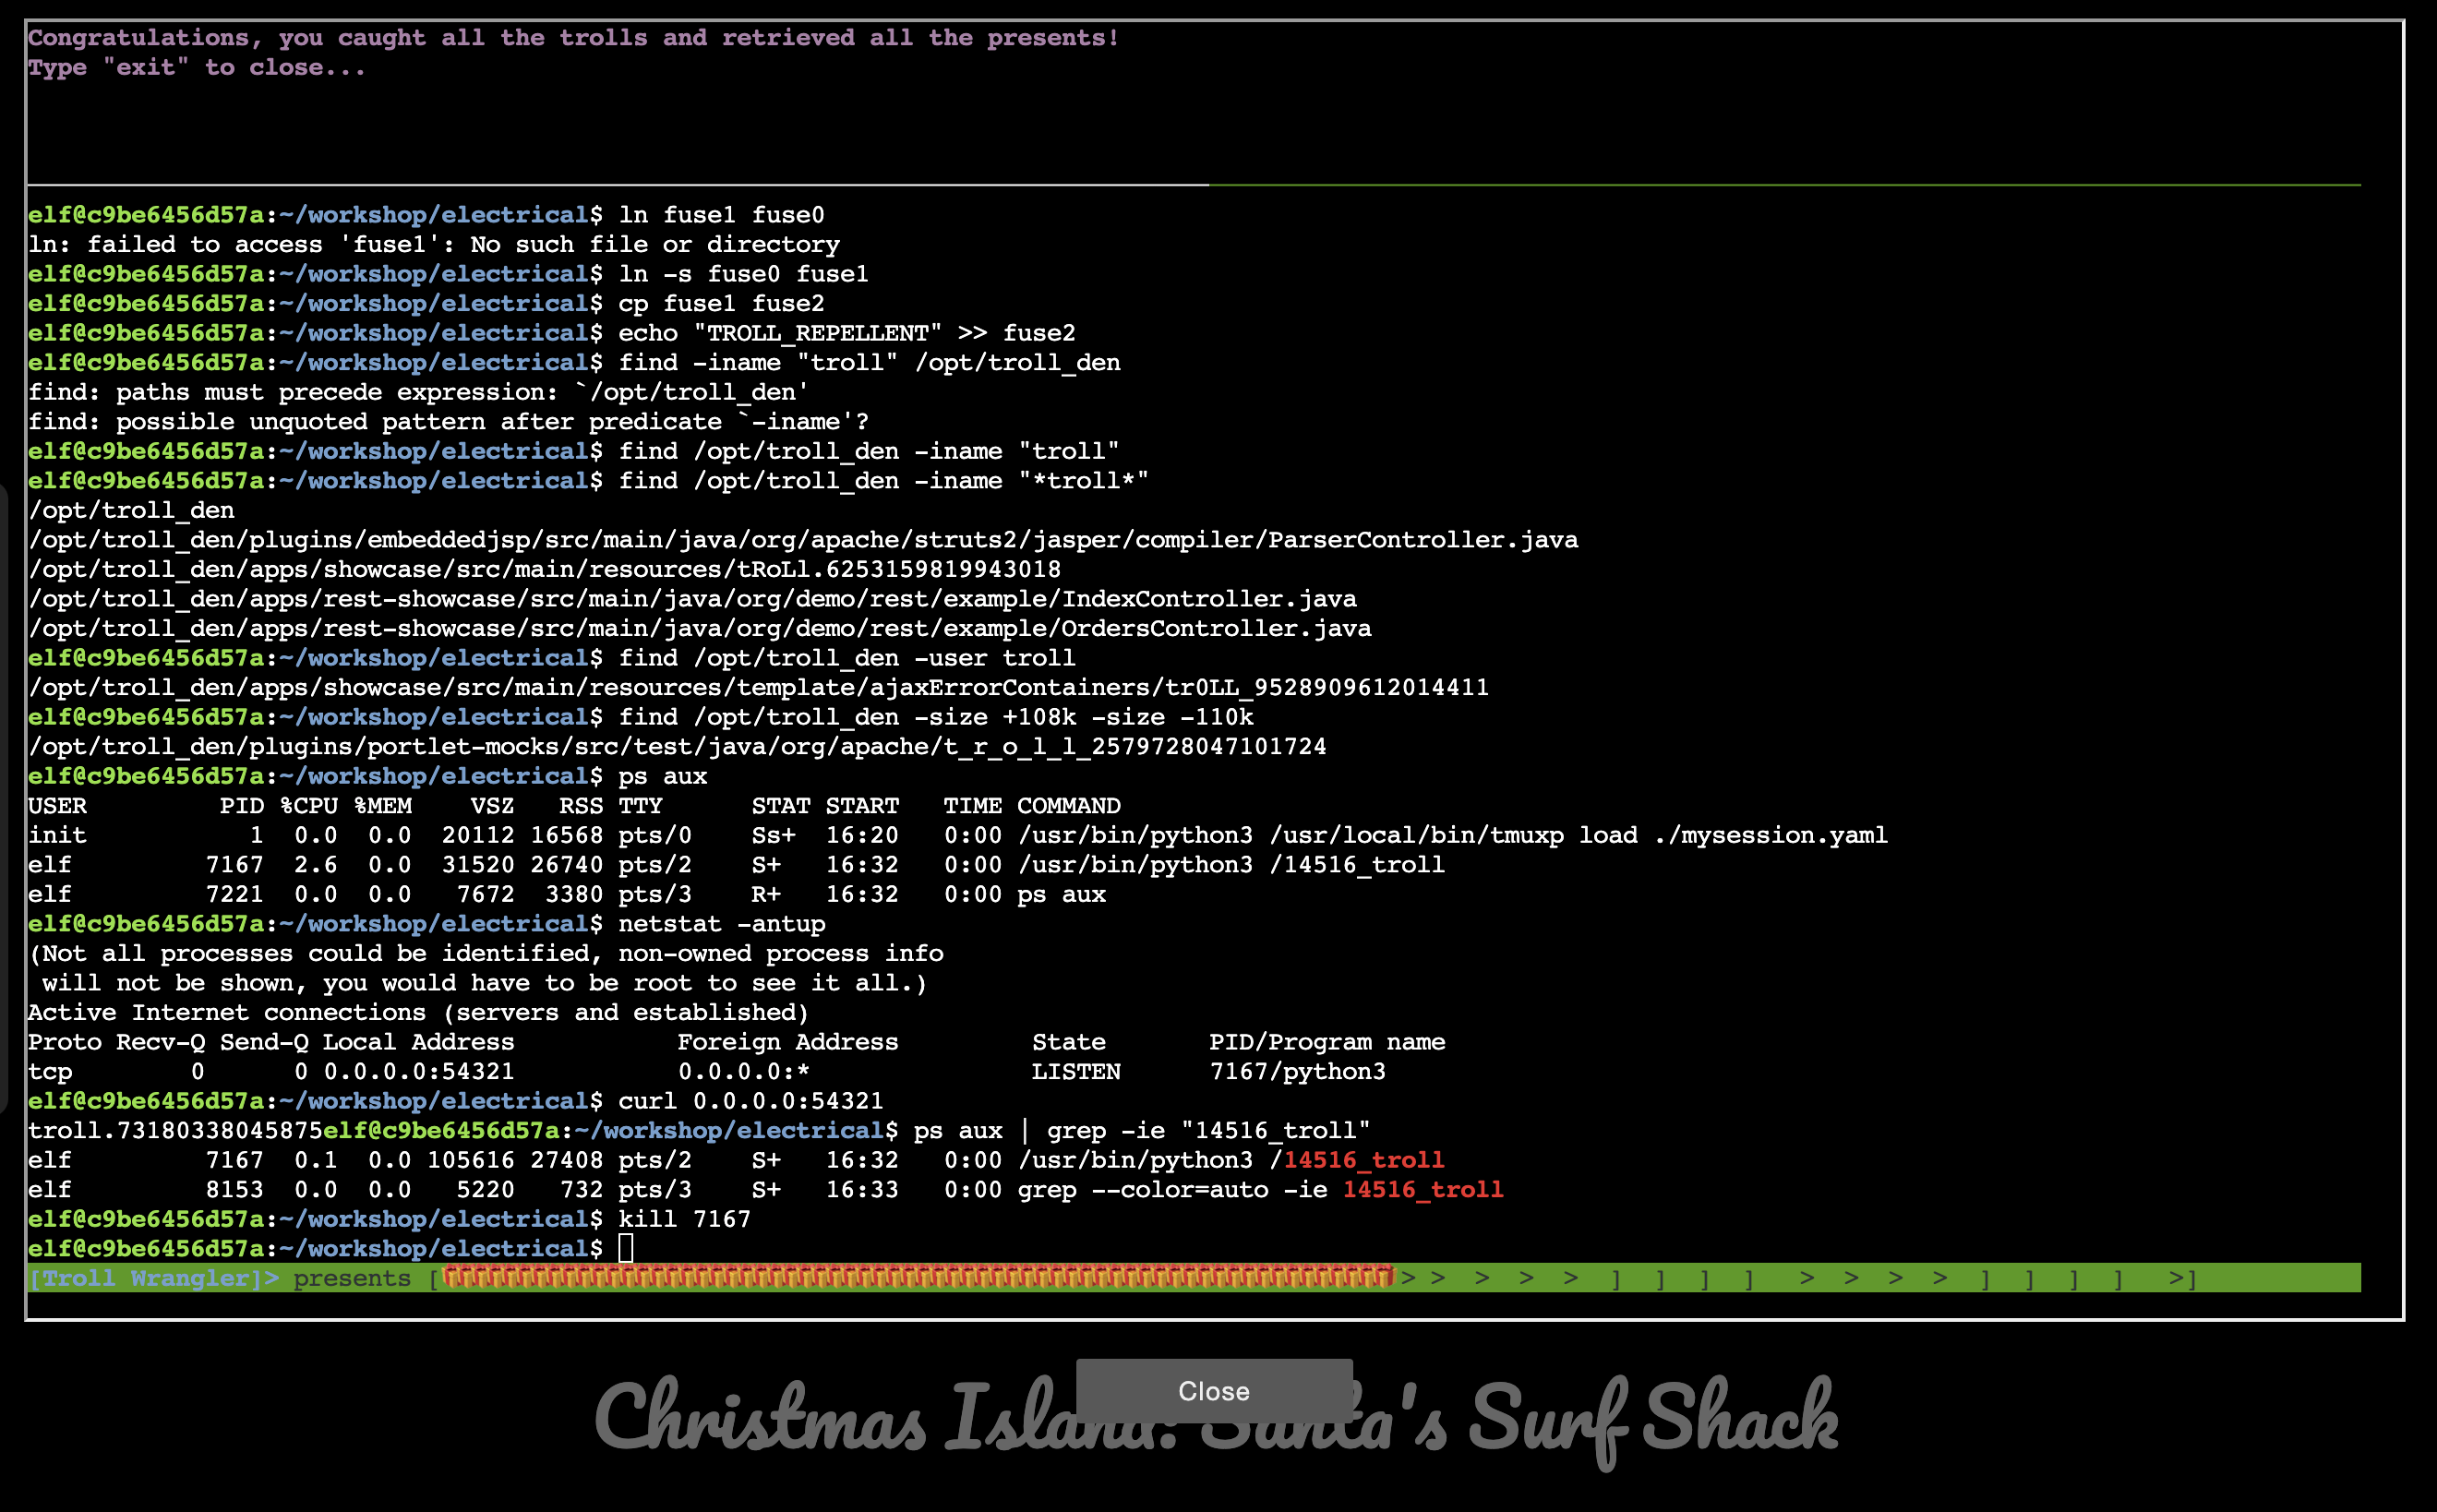 Congratulations, you caught all the trolls and retrieved all the presents!
Type "exit" to close...
elf@c9be6456d57a:~/workshop/electrical$ ln fuse1 fuse0
ln: failed to access 'fuse1': No such file or directory
elf@c9be6456d57a:~/workshop/electrical$ ln -s fuse0 fuse1
elf@c9be6456d57a:~/workshop/electrical$ cp fuse1 fuse2
elf@c9be6456d57a:~/workshop/electrical$ echo "TROLL_REPELLENT" >> fuse2
elf@c9be6456d57a:~/workshop/electrical$ find -iname "troll" /opt/troll_den
find: paths must precede expression: `/opt/troll_den'
find: possible unquoted pattern after predicate `-iname'?
elf@c9be6456d57a:~/workshop/electrical$ find /opt/troll_den -iname "troll"
elf@c9be6456d57a:~/workshop/electrical$ find /opt/troll_den -iname "*troll*"
/opt/troll_den
/opt/troll_den/plugins/embeddedjsp/src/main/java/org/apache/struts2/jasper/compiler/ParserController.java
/opt/troll_den/apps/showcase/src/main/resources/tRoLl.6253159819943018
/opt/troll_den/apps/rest-showcase/src/main/java/org/demo/rest/example/IndexController.java
/opt/troll_den/apps/rest-showcase/src/main/java/org/demo/rest/example/OrdersController.java
elf@c9be6456d57a:~/workshop/electrical$ find /opt/troll_den -user troll
/opt/troll_den/apps/showcase/src/main/resources/template/ajaxErrorContainers/tr0LL_9528909612014411
elf@c9be6456d57a:~/workshop/electrical$ find /opt/troll_den -size +108k -size -110k
/opt/troll_den/plugins/portlet-mocks/src/test/java/org/apache/t_r_o_l_l_2579728047101724
elf@c9be6456d57a:~/workshop/electrical$ ps aux
USER         PID %CPU %MEM    VSZ   RSS TTY      STAT START   TIME COMMAND
init           1  0.0  0.0  20112 16568 pts/0    Ss+  16:20   0:00 /usr/bin/python3 /usr/local/bin/tmuxp load ./mysession.yaml
elf         7167  2.6  0.0  31520 26740 pts/2    S+   16:32   0:00 /usr/bin/python3 /14516_troll
elf         7221  0.0  0.0   7672  3380 pts/3    R+   16:32   0:00 ps aux
elf@c9be6456d57a:~/workshop/electrical$ netstat -antup
(Not all processes could be identified, non-owned process info
 will not be shown, you would have to be root to see it all.)
Active Internet connections (servers and established)
Proto Recv-Q Send-Q Local Address           Foreign Address         State       PID/Program name
tcp        0      0 0.0.0.0:54321           0.0.0.0:*               LISTEN      7167/python3
elf@c9be6456d57a:~/workshop/electrical$ curl 0.0.0.0:54321
troll.73180338045875elf@c9be6456d57a:~/workshop/electrical$ ps aux | grep -ie "14516_troll"
elf         7167  0.1  0.0 105616 27408 pts/2    S+   16:32   0:00 /usr/bin/python3 /14516_troll
elf         8153  0.0  0.0   5220   732 pts/3    S+   16:33   0:00 grep --color=auto -ie 14516_troll
elf@c9be6456d57a:~/workshop/electrical$ kill 7167
elf@c9be6456d57a:~/workshop/electrical$
[Troll Wrangler]> presents [> >  >  >  >  ]  ]  ]  ]   >  >  >  >  ]  ]  ]  ]   >]
Close
Christmas Island: Santa's Surf Shack